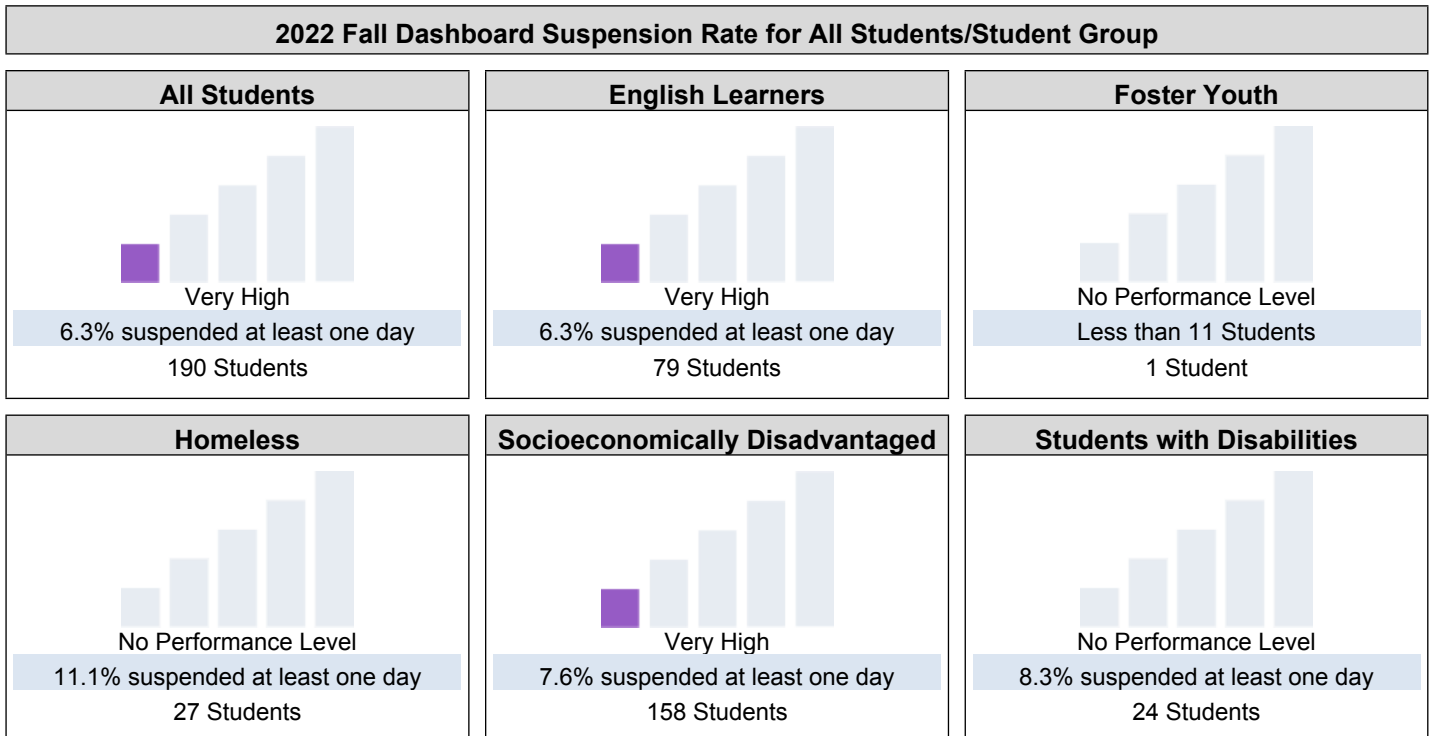 2022 Fall Dashboard Suspension Rate for All Students/Student Group
All Students
Very High
6.3% suspended at least one day
190 Students
English Learners
Very High
6.3% suspended at least one day
79 Students
Foster Youth
No Performance Level
Less than 11 Students
1 Student
Homeless
No Performance Level
11.1% suspended at least one day
27 Students
Socioeconomically Disadvantaged
Very High
7.6% suspended at least one day
158 Students
Students with Disabilities
No Performance Level
8.3% suspended at least one day
24 Students